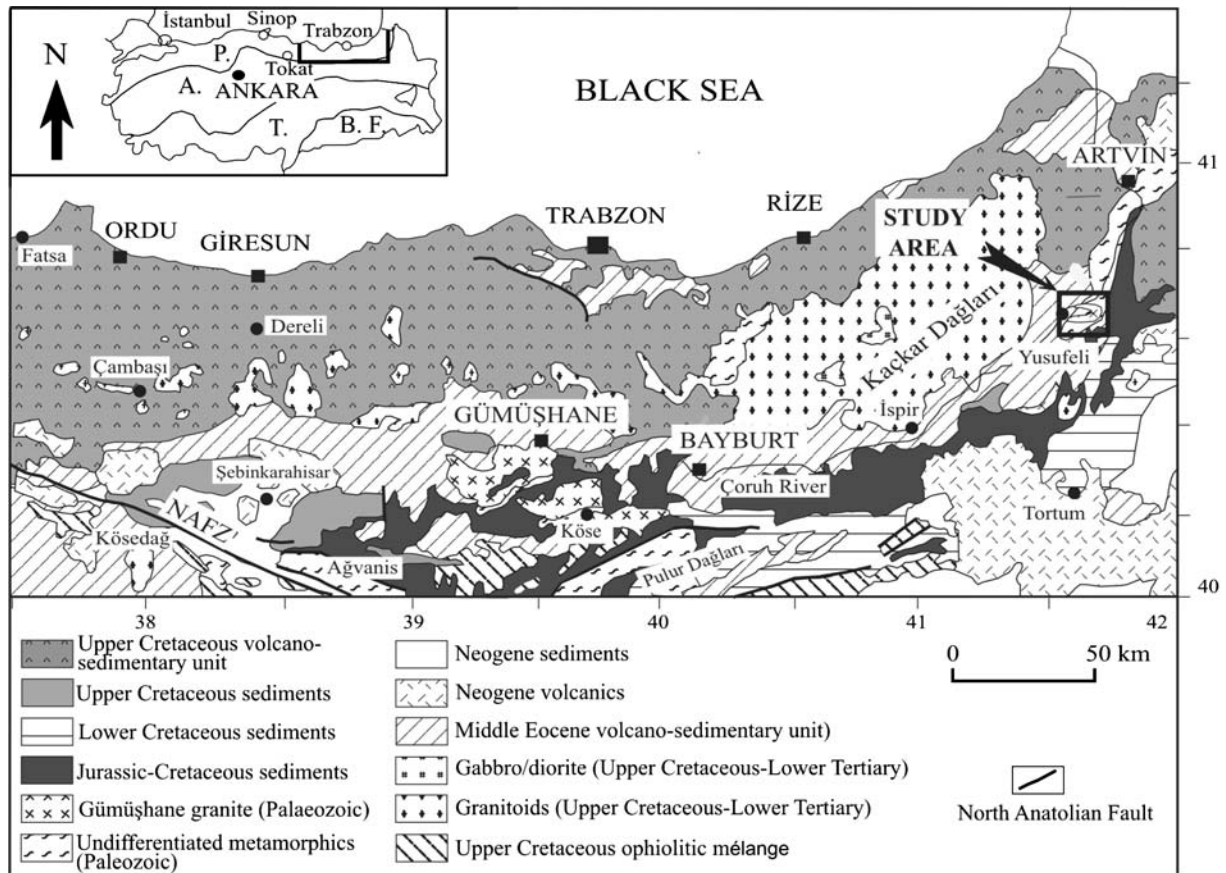 İstanbul
Sinop
Trabzon
P.
Tokat
A.
ANKARA
T.
B. F.
N
BLACK SEA
41
ARTVİN
STUDY
AREA
RİZE
TRABZON
ORDU
GİRESUN
Fatsa
Dereli
Çambaşı
Kaçkar Dağları
Yusufeli
İspir
GÜMÜŞHANE
BAYBURT
Şebinkarahisar
Çoruh River
NAFZ
Kösedağ
Köse
Tortum
Ağvanis
Pulur Dağları
40
38
39
40
41
42
Upper Cretaceous volcano-
sedimentary unit
Upper Cretaceous sediments
Lower Cretaceous sediments
Jurassic-Cretaceous sediments
Gümüşhane granite (Palaeozoic)
Undifferentiated metamorphics
(Paleozoic)
Neogene sediments
Neogene volcanics
Middle Eocene volcano-sedimentary unit)
Gabbro/diorite (Upper Cretaceous-Lower Tertiary)
Granitoids (Upper Cretaceous-Lower Tertiary)
Upper Cretaceous ophiolitic mélange
0 50 km
North Anatolian Fault